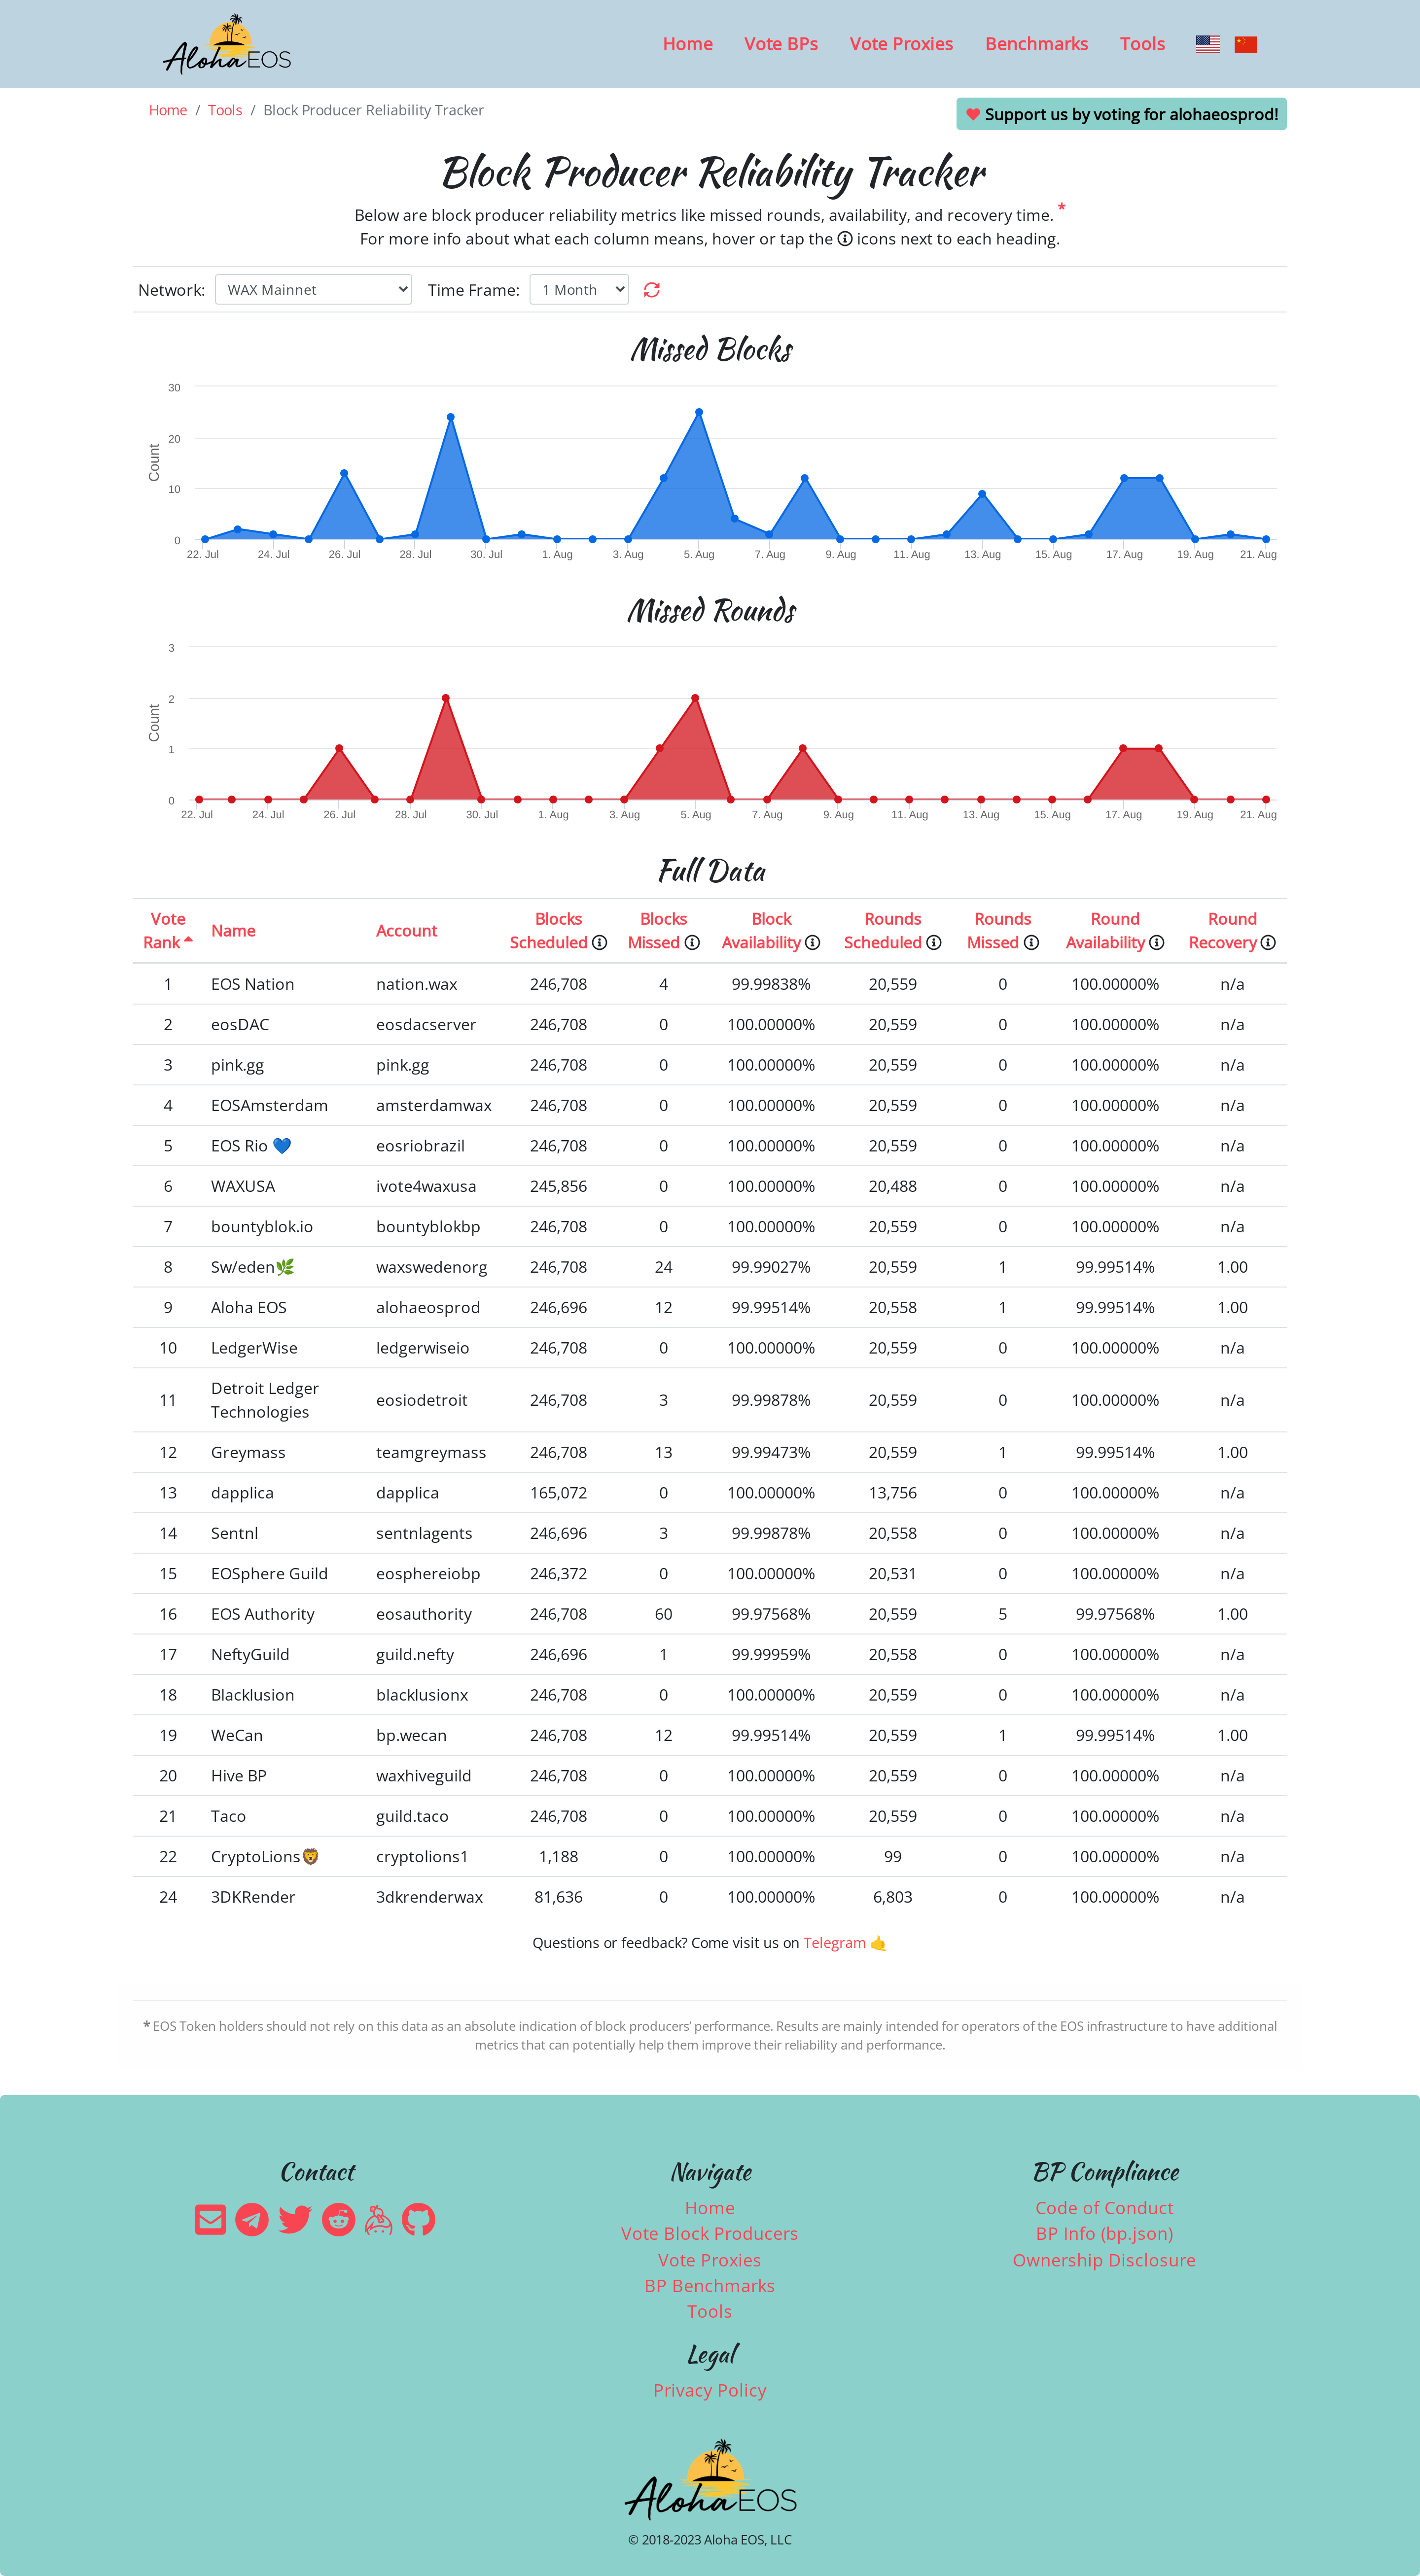 Aloha EOS
Home Vote BPs Vote Proxies Benchmarks Tools
Home / Tools / Block Producer Reliability Tracker
Support us by voting for alohaeosprod!
Block Producer Reliability Tracker
Below are block producer reliability metrics like missed rounds, availability, and recovery time. *
For more info about what each column means, hover or tap the icons next to each heading.
Network: WAX Mainnet Time Frame: 1 Month
Missed Blocks
30
20
10
0
Count
22. Jul 24. Jul 26. Jul 28. Jul 30. Jul 1. Aug 3. Aug 5. Aug 7. Aug 9. Aug 11. Aug 13. Aug 15. Aug 17. Aug 19. Aug 21. Aug
Missed Rounds
3
2
1
0
Count
22. Jul 24. Jul 26. Jul 28. Jul 30. Jul 1. Aug 3. Aug 5. Aug 7. Aug 9. Aug 11. Aug 13. Aug 15. Aug 17. Aug 19. Aug 21. Aug
Full Data
Vote Rank Name Account Blocks Scheduled Blocks Missed Block Availability Rounds Scheduled Rounds Missed Round Availability Round Recovery
1 EOS Nation nation.wax 246,708 4 99.99838% 20,559 0 100.00000% n/a
2 eosDAC eosdacserver 246,708 0 100.00000% 20,559 0 100.00000% n/a
3 pink.gg pink.gg 246,708 0 100.00000% 20,559 0 100.00000% n/a
4 EOSAmsterdam amsterdamwax 246,708 0 100.00000% 20,559 0 100.00000% n/a
5 EOS Rio 💙 eosriobrazil 246,708 0 100.00000% 20,559 0 100.00000% n/a
6 WAXUSA ivote4waxusa 245,856 0 100.00000% 20,488 0 100.00000% n/a
7 bountyblok.io bountyblokbp 246,708 0 100.00000% 20,559 0 100.00000% n/a
8 Sw/eden🌿 waxswedenorg 246,708 24 99.99027% 20,559 1 99.99514% 1.00
9 Aloha EOS alohaeosprod 246,696 12 99.99514% 20,558 1 99.99514% 1.00
10 LedgerWise ledgerwiseio 246,708 0 100.00000% 20,559 0 100.00000% n/a
11 Detroit Ledger Technologies eosiodetroit 246,708 3 99.99878% 20,559 0 100.00000% n/a
12 Greymass teamgreymass 246,708 13 99.99473% 20,559 1 99.99514% 1.00
13 dapplica dapplica 165,072 0 100.00000% 13,756 0 100.00000% n/a
14 Sentnl sentnlagents 246,696 3 99.99878% 20,558 0 100.00000% n/a
15 EOSphere Guild eosphereiobp 246,372 0 100.00000% 20,531 0 100.00000% n/a
16 EOS Authority eosauthority 246,708 60 99.97568% 20,559 5 99.97568% 1.00
17 NeftyGuild guild.nefty 246,696 1 99.99959% 20,558 0 100.00000% n/a
18 Blacklusion blacklusionx 246,708 0 100.00000% 20,559 0 100.00000% n/a
19 WeCan bp.wecan 246,708 12 99.99514% 20,559 1 99.99514% 1.00
20 Hive BP waxhiveguild 246,708 0 100.00000% 20,559 0 100.00000% n/a
21 Taco guild.taco 246,708 0 100.00000% 20,559 0 100.00000% n/a
22 CryptoLions🦁 cryptolions1 1,188 0 100.00000% 99 0 100.00000% n/a
24 3DKRender 3dkrenderwax 81,636 0 100.00000% 6,803 0 100.00000% n/a
Questions or feedback? Come visit us on Telegram 🤙
* EOS Token holders should not rely on this data as an absolute indication of block producers’ performance. Results are mainly intended for operators of the EOS infrastructure to have additional
metrics that can potentially help them improve their reliability and performance.
Contact
Navigate
Home
Vote Block Producers
Vote Proxies
BP Benchmarks
Tools
Legal
Privacy Policy
BP Compliance
Code of Conduct
BP Info (bp.json)
Ownership Disclosure
Aloha EOS
© 2018-2023 Aloha EOS, LLC